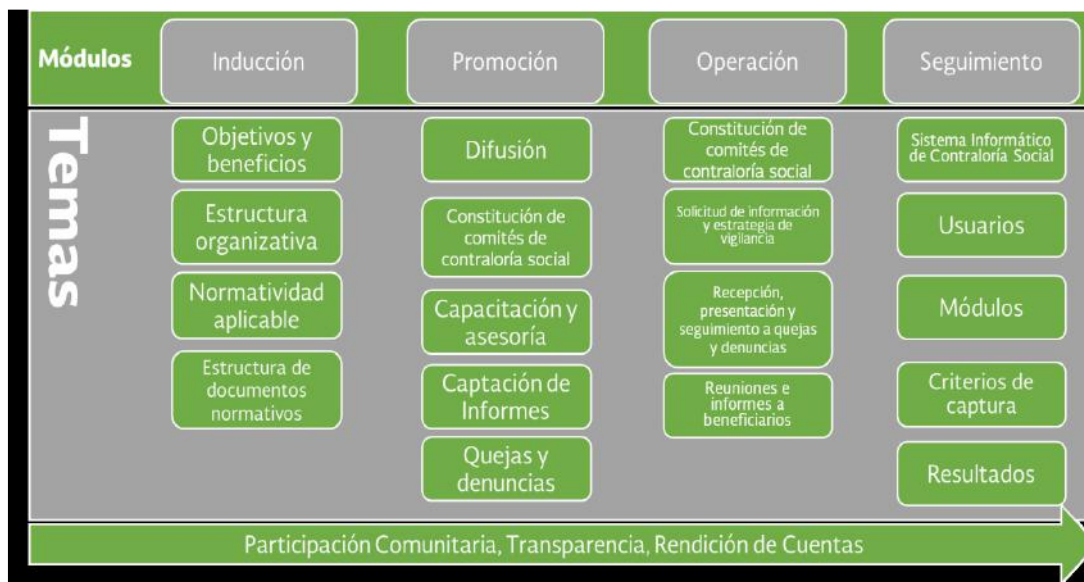 Módulos
Inducción
Promoción
Operación
Seguimiento
Temas
Objetivos y
beneficios
Estructura
organizativa
Normatividad
aplicable
Estructura de
documentos
normativos
Difusión
Constitución de
comités de
contraloría social
Capacitación y
asesoría
Captación de
Informes
Quejas y
denuncias
Constitución de
comités de
contraloría social
Solicitud de información
y estrategia de
vigilancia
Recepción,
presentación y
seguimiento a quejas
y denuncias
Reuniones e
informes a
beneficiarios
Sistema Informático
de Contraloría Social
Usuarios
Módulos
Criterios de
captura
Resultados
Participación Comunitaria, Transparencia, Rendición de Cuentas